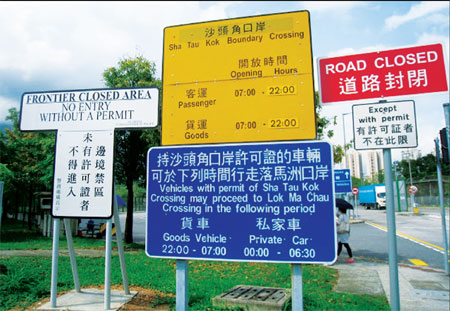 FRONTIER CLOSED AREA
NO ENTRY
WITHOUT A PERMIT
邊境禁區
未有許可證者
不得進入
沙頭角口岸
Sha Tau Kok Boundary Crossing
開放時間
Opening Hours
客運 07:00 - 22:00
Passenger
貨運 07:00 - 22:00
Goods
持沙頭角口岸許可證的車輛
可於下列時間行走落馬洲口岸
Vehicles with permit of Sha Tau Kok
Crossing may proceed to Lok Ma Chau
Crossing in the following period
貨車 私家車
Goods Vehicle Private Car
22:00-07:00 00:00-06:30
ROAD CLOSED
道路封閉
Except
with permit
有許可証者
不在此限